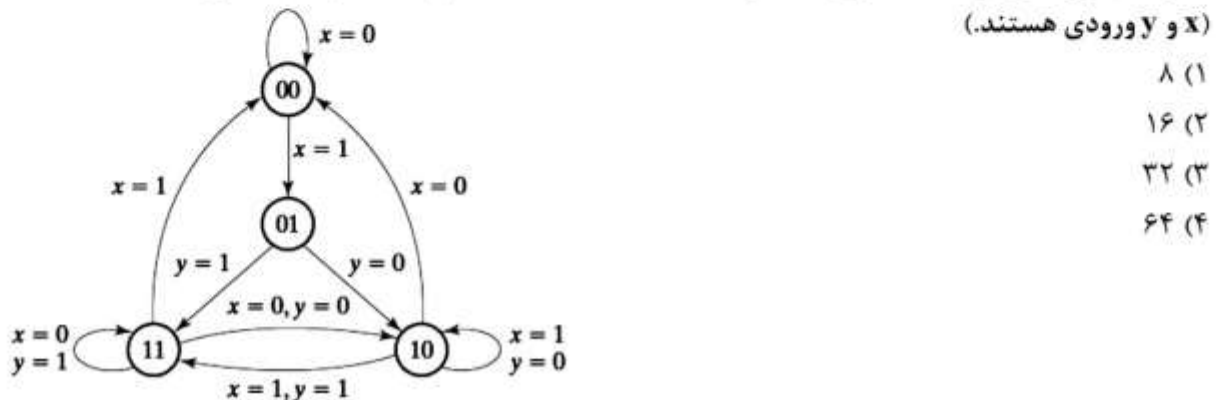 (x و y ورودی هستند.)
۱) ۸
۲) ۱۶
۳) ۳۲
۴) ۶۴
x = 0
00
x = 1
x = 1
x = 0
01
y = 1
y = 0
x = 0, y = 0
x = 0
y = 1
11
10
x = 1
y = 0
x = 1, y = 1